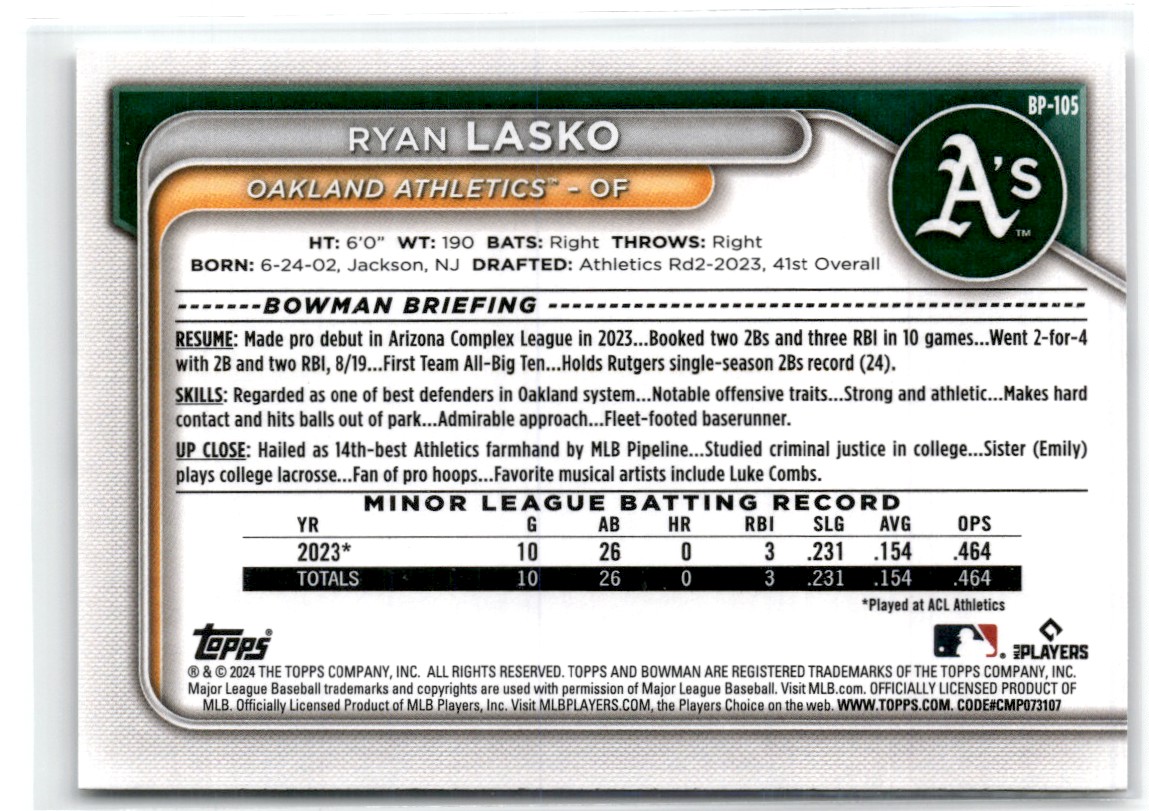 BP-105
RYAN LASKO
A's™
OAKLAND ATHLETICS™ - OF
HT: 6'0" WT: 190 BATS: Right THROWS: Right
BORN: 6-24-02, Jackson, NJ DRAFTED: Athletics Rd2-2023, 41st Overall
BOWMAN BRIEFING
RESUME: Made pro debut in Arizona Complex League in 2023...Booked two 2Bs and three RBI in 10 games...Went 2-for-4
with 2B and two RBI, 8/19...First Team All-Big Ten...Holds Rutgers single-season 2Bs record (24).
SKILLS: Regarded as one of best defenders in Oakland system...Notable offensive traits...Strong and athletic...Makes hard
contact and hits balls out of park...Admirable approach...Fleet-footed baserunner.
UP CLOSE: Hailed as 14th-best Athletics farmhand by MLB Pipeline...Studied criminal justice in college...Sister (Emily)
plays college lacrosse...Fan of pro hoops...Favorite musical artists include Luke Combs.
MINOR LEAGUE BATTING RECORD
YR G AB HR RBI SLG AVG OPS
2023* 10 26 0 3 .231 .154 .464
TOTALS 10 26 0 3 .231 .154 .464
*Played at ACL Athletics
Topps® ® MLB PLAYERS
® & © 2024 THE TOPPS COMPANY, INC. ALL RIGHTS RESERVED. TOPPS AND BOWMAN ARE REGISTERED TRADEMARKS OF THE TOPPS COMPANY, INC.
Major League Baseball trademarks and copyrights are used with permission of Major League Baseball. Visit MLB.com. OFFICIALLY LICENSED PRODUCT OF
MLB. Officially Licensed Product of MLB Players, Inc. Visit MLBPLAYERS.COM, the Players Choice on the web. WWW.TOPPS.COM. CODE#CMP073107